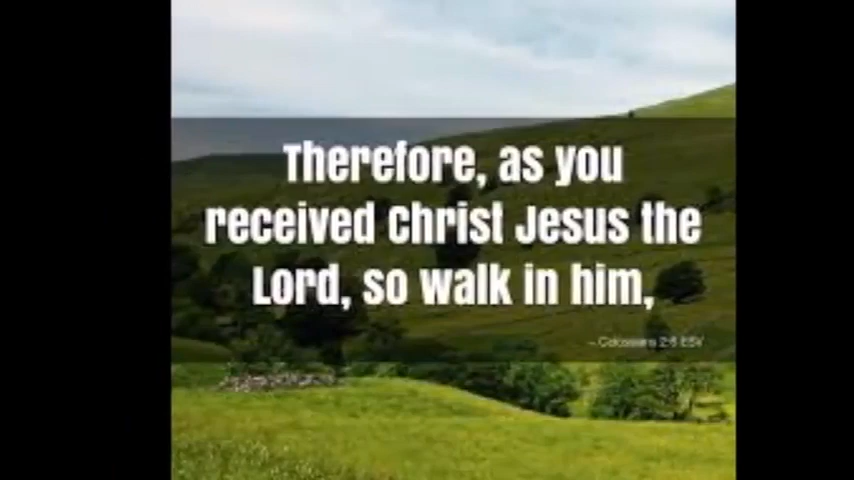 Therefore, as you
received Christ Jesus the
Lord, so walk in him,
– Colossians 2:6 ESV